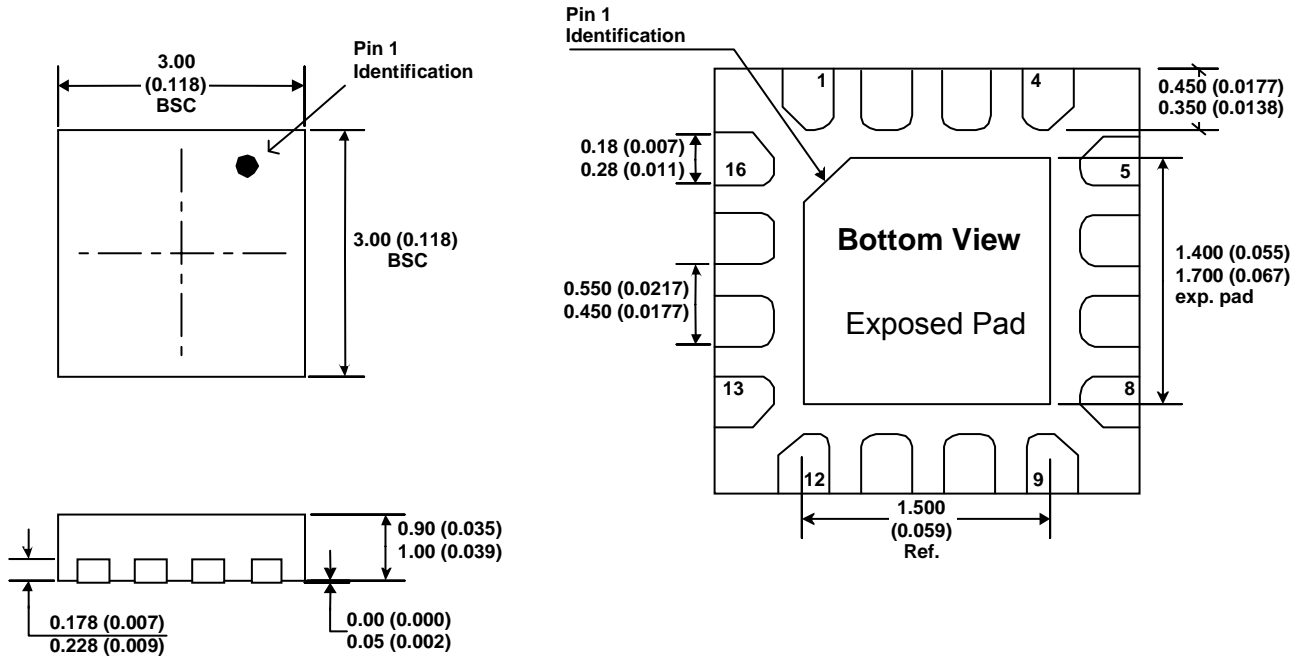 3.00
(0.118)
BSC
Pin 1
Identification
3.00 (0.118)
BSC
0.90 (0.035)
1.00 (0.039)
0.178 (0.007)
0.228 (0.009)
0.00 (0.000)
0.05 (0.002)
Pin 1
Identification
1
4
0.450 (0.0177)
0.350 (0.0138)
0.18 (0.007)
0.28 (0.011)
16
5
Bottom View
Exposed Pad
1.400 (0.055)
1.700 (0.067)
exp. pad
0.550 (0.0217)
0.450 (0.0177)
13
8
12
9
1.500
(0.059)
Ref.